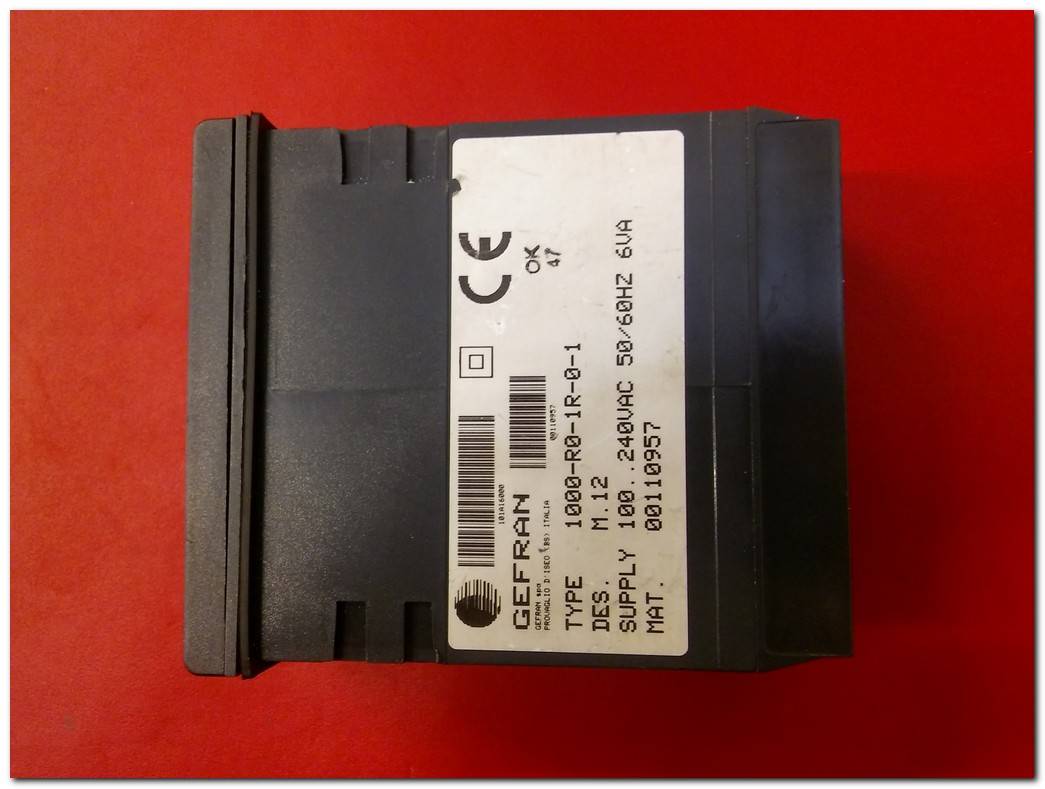 CE
OK
47
101A16000
00110957
GEFRAN
GEFRAN spa
PROVAGLIO D'ISEO (BS) ITALIA
TYPE 1000-R0-1R-0-1
DES. M.12
SUPPLY 100..240VAC 50/60HZ 6VA
MAT. 00110957